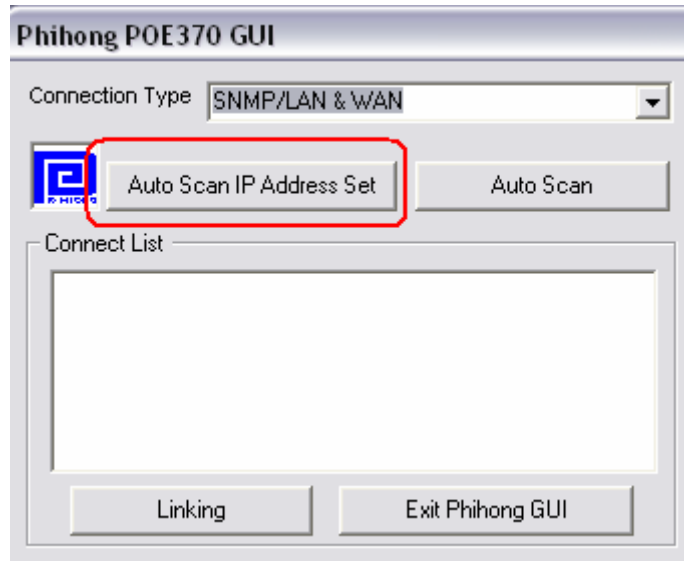 Phihong POE370 GUI
Connection Type SNMP/LAN & WAN
Auto Scan IP Address Set Auto Scan
Connect List
Linking Exit Phihong GUI